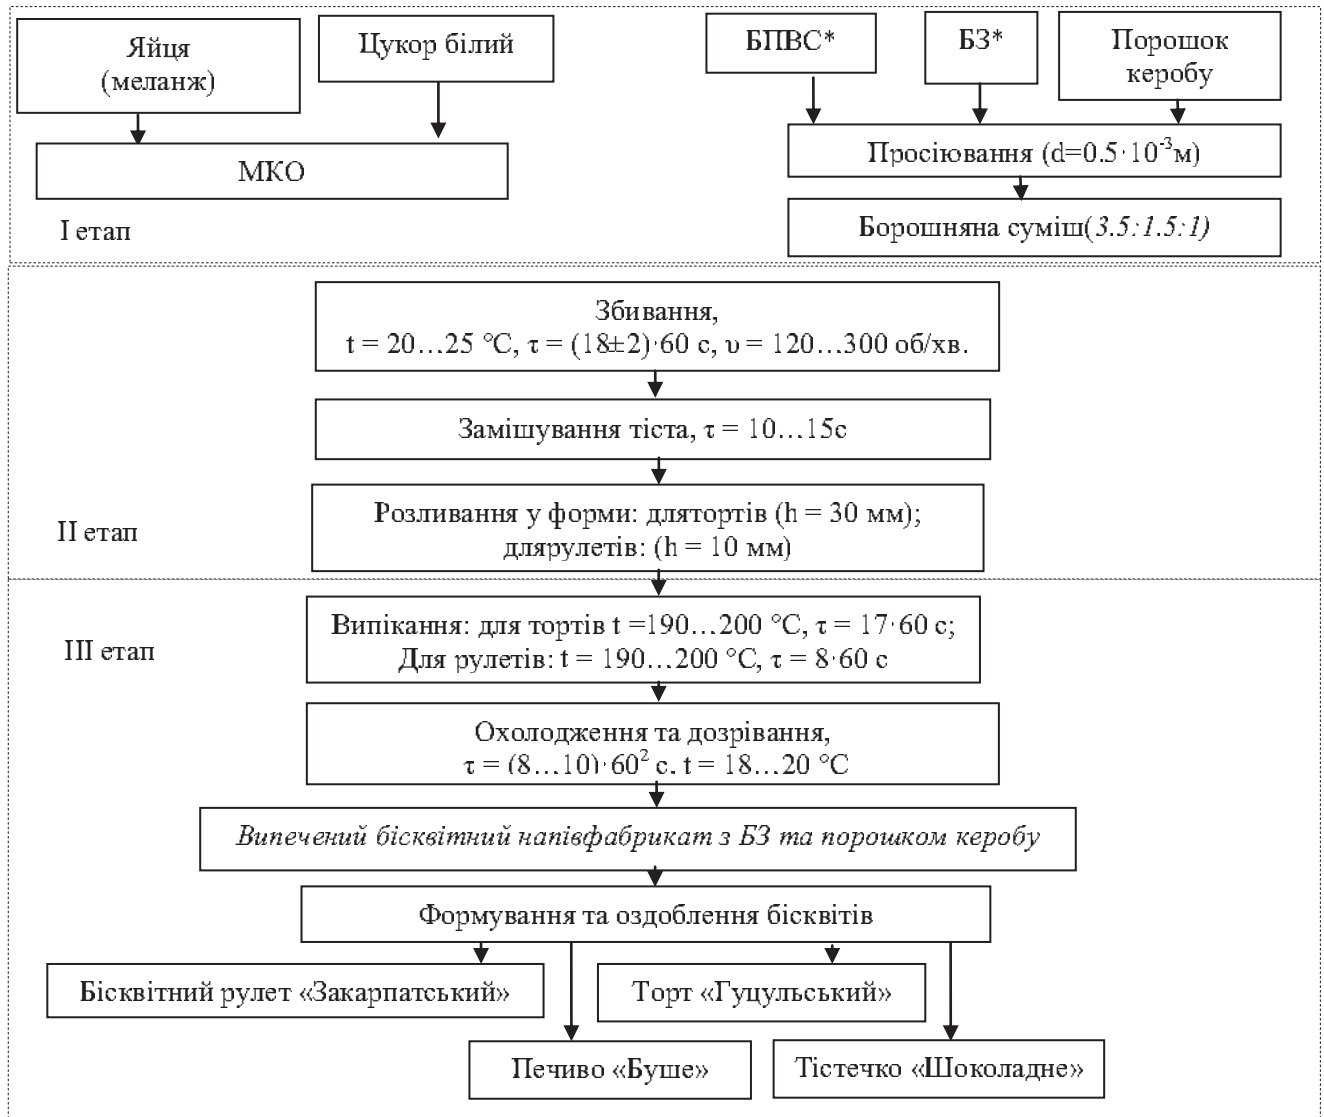 Яйця
(меланж)
Цукор білий
БПВС*
БЗ*
Порошок
керобу
МКО
Просіювання (d=0.5·10⁻³м)
Борошняна суміш(3.5:1.5:1)
І етап
Збивання,
t = 20…25 °С, τ = (18±2)·60 с, υ = 120…300 об/хв.
Замішування тіста, τ = 10…15с
Розливання у форми: длятортів (h = 30 мм);
длярулетів: (h = 10 мм)
ІІ етап
Випікання: для тортів t =190…200 °С, τ = 17·60 с;
Для рулетів: t = 190…200 °С, τ = 8·60 с
ІІІ етап
Охолодження та дозрівання,
τ = (8…10)·60² с. t = 18…20 °С
Випечений бісквітний напівфабрикат з БЗ та порошком керобу
Формування та оздоблення бісквітів
Бісквітний рулет «Закарпатський»
Торт «Гуцульський»
Печиво «Буше»
Тістечко «Шоколадне»